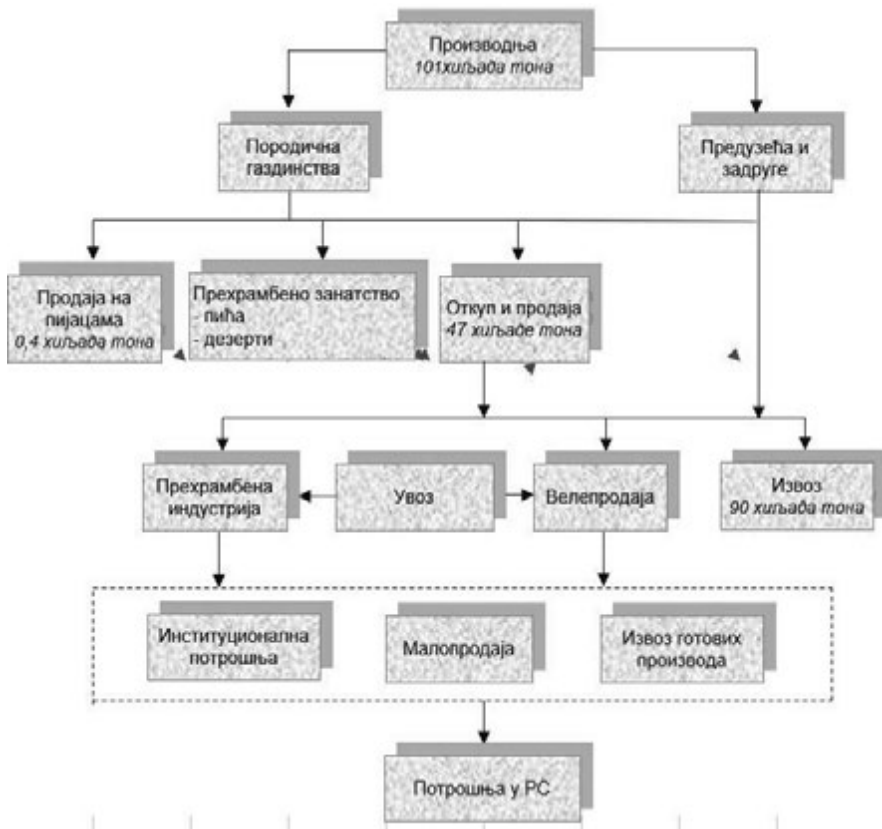 Производња
101хиљада тона
Породична
газдинства
Предузећа и
задруге
Продаја на
пијацама
0,4 хиљада тона
Прехрамбено занатство
- пића
- дезерти
Откуп и продаја
47 хиљаде тона
Прехрамбена
индустрија
Увоз
Велепродаја
Извоз
90 хиљада тона
Институционална
потрошња
Малопродаја
Извоз готових
производа
Потрошња у РС